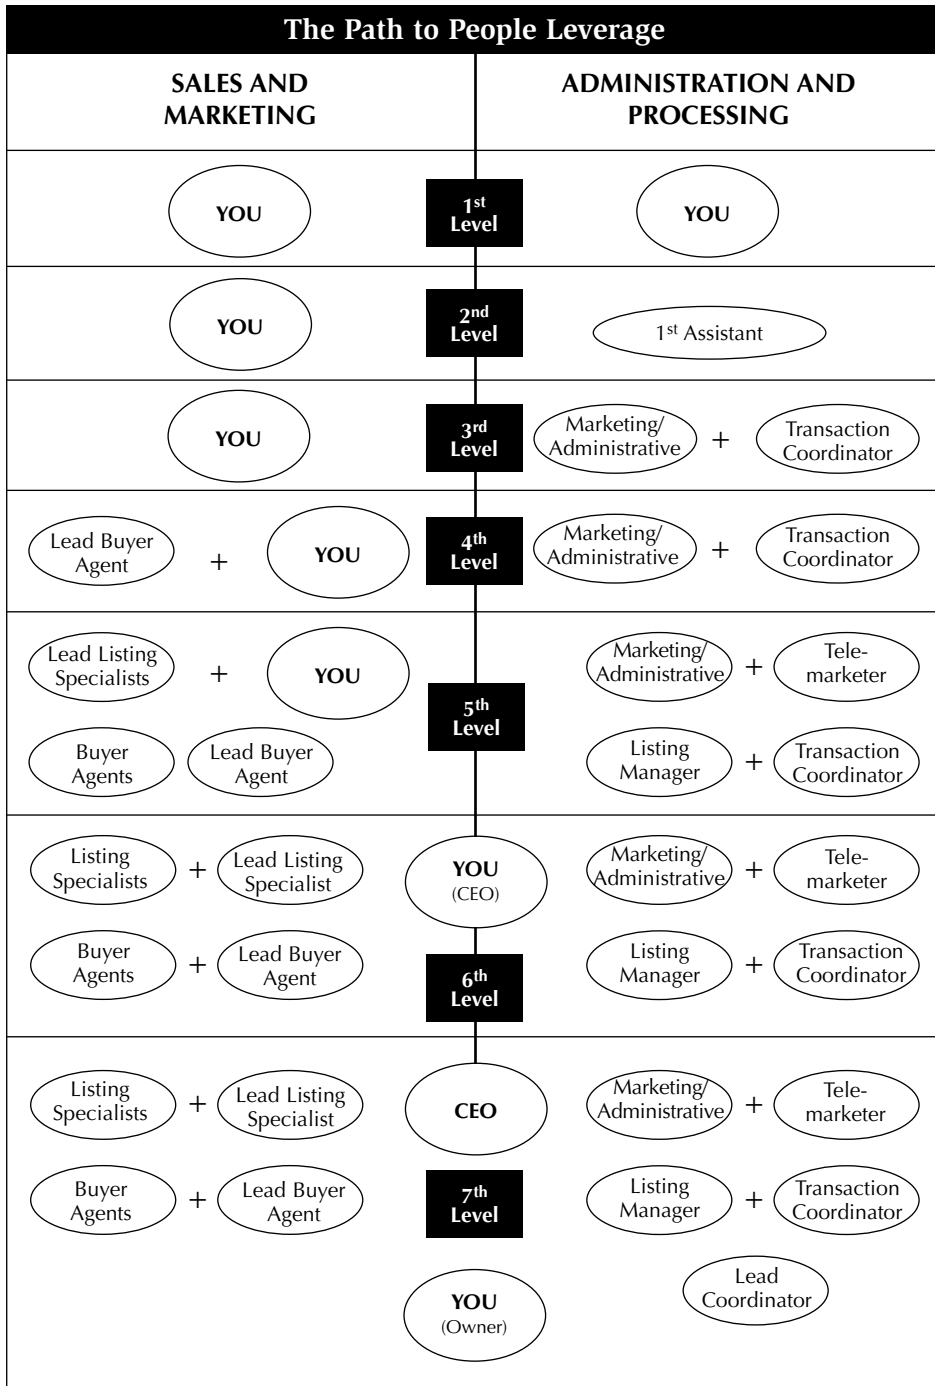 The Path to People Leverage
SALES AND
MARKETING
ADMINISTRATION AND
PROCESSING
YOU
1st
Level
YOU
YOU
2nd
Level
1st Assistant
YOU
3rd
Level
Marketing/
Administrative
+
Transaction
Coordinator
Lead Buyer
Agent
+
YOU
4th
Level
Marketing/
Administrative
+
Transaction
Coordinator
Lead Listing
Specialists
+
YOU
Buyer
Agents
Lead Buyer
Agent
5th
Level
Marketing/
Administrative
+
Tele-
marketer
Listing
Manager
+
Transaction
Coordinator
Listing
Specialists
+
Lead Listing
Specialist
Buyer
Agents
+
Lead Buyer
Agent
YOU
(CEO)
6th
Level
Marketing/
Administrative
+
Tele-
marketer
Listing
Manager
+
Transaction
Coordinator
Listing
Specialists
+
Lead Listing
Specialist
Buyer
Agents
+
Lead Buyer
Agent
CEO
7th
Level
YOU
(Owner)
Marketing/
Administrative
+
Tele-
marketer
Listing
Manager
+
Transaction
Coordinator
Lead
Coordinator